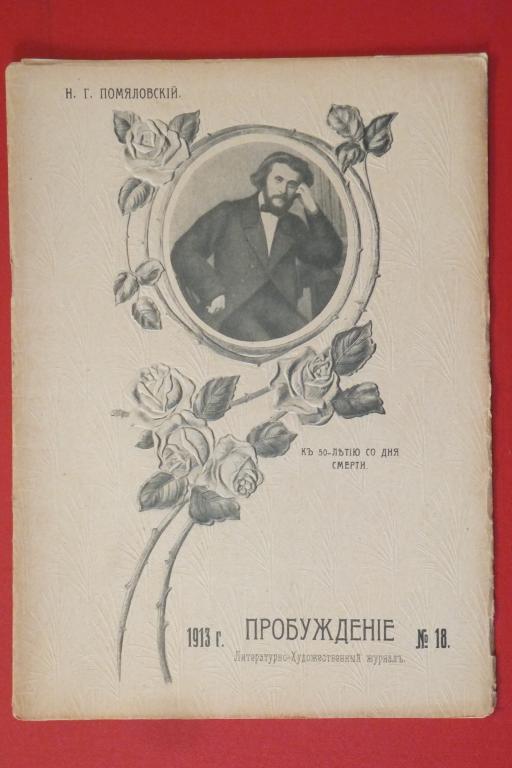 Н. Г. ПОМЯЛОВСКІЙ.
КЪ 50-ЛѢТІЮ СО ДНЯ
СМЕРТИ.
1913 г. ПРОБУЖДЕНІЕ № 18.
Литературно-Художественный журналъ.